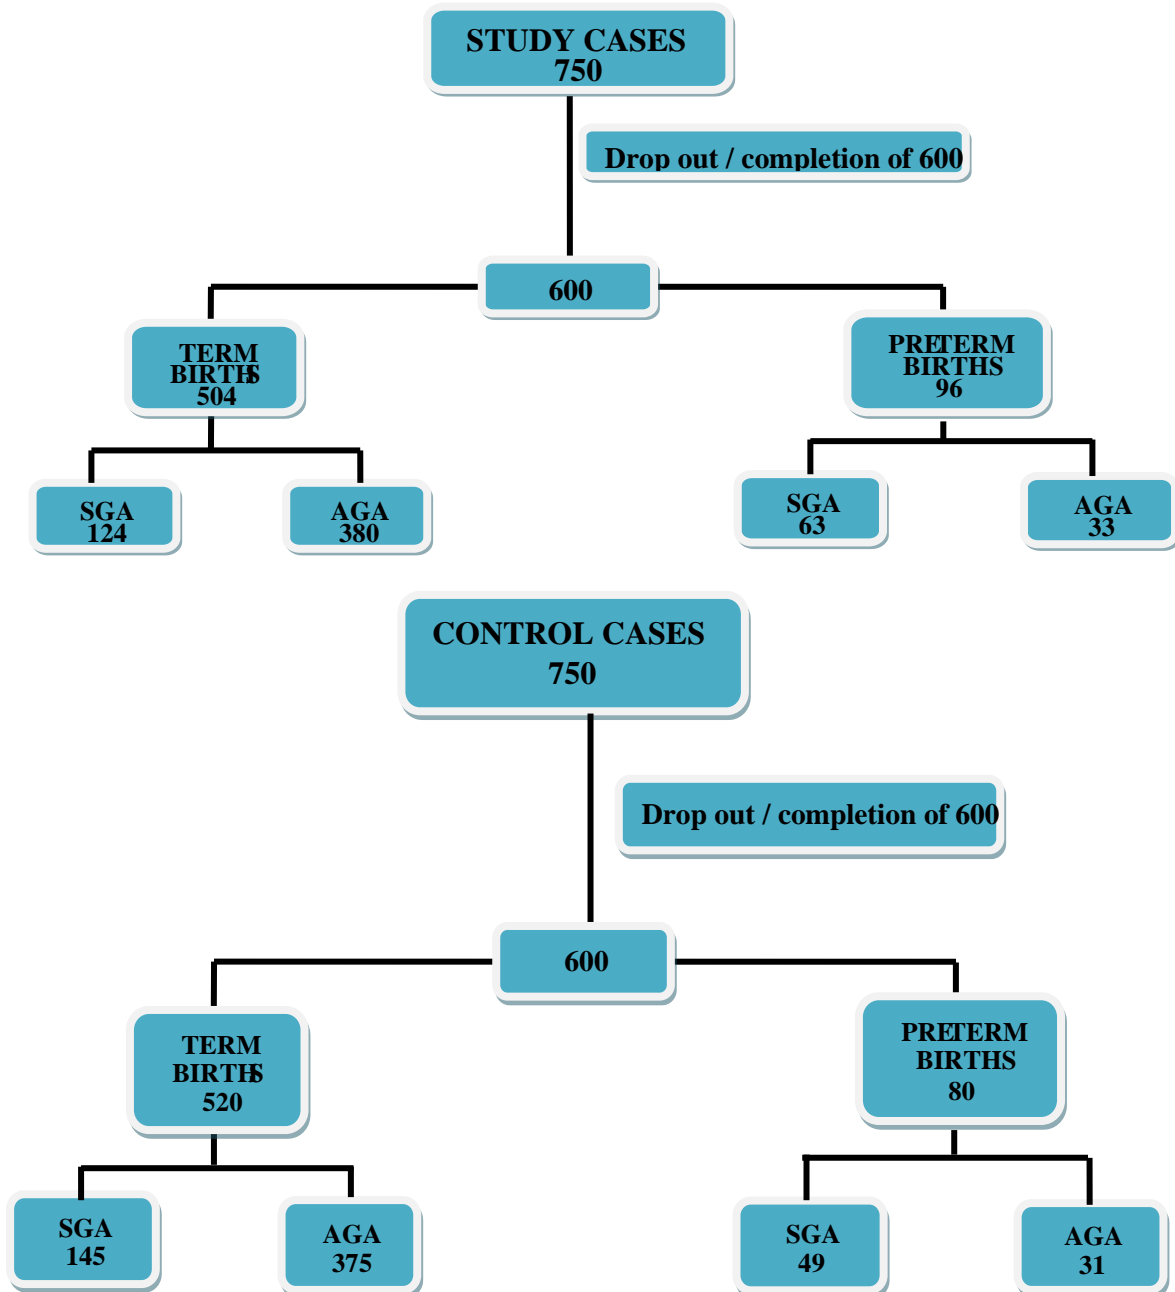 STUDY CASES
750
Drop out / completion of 600
600
TERM
BIRTHS
504
PRETERM
BIRTHS
96
SGA
124
AGA
380
SGA
63
AGA
33
CONTROL CASES
750
Drop out / completion of 600
600
TERM
BIRTHS
520
PRETERM
BIRTHS
80
SGA
145
AGA
375
SGA
49
AGA
31